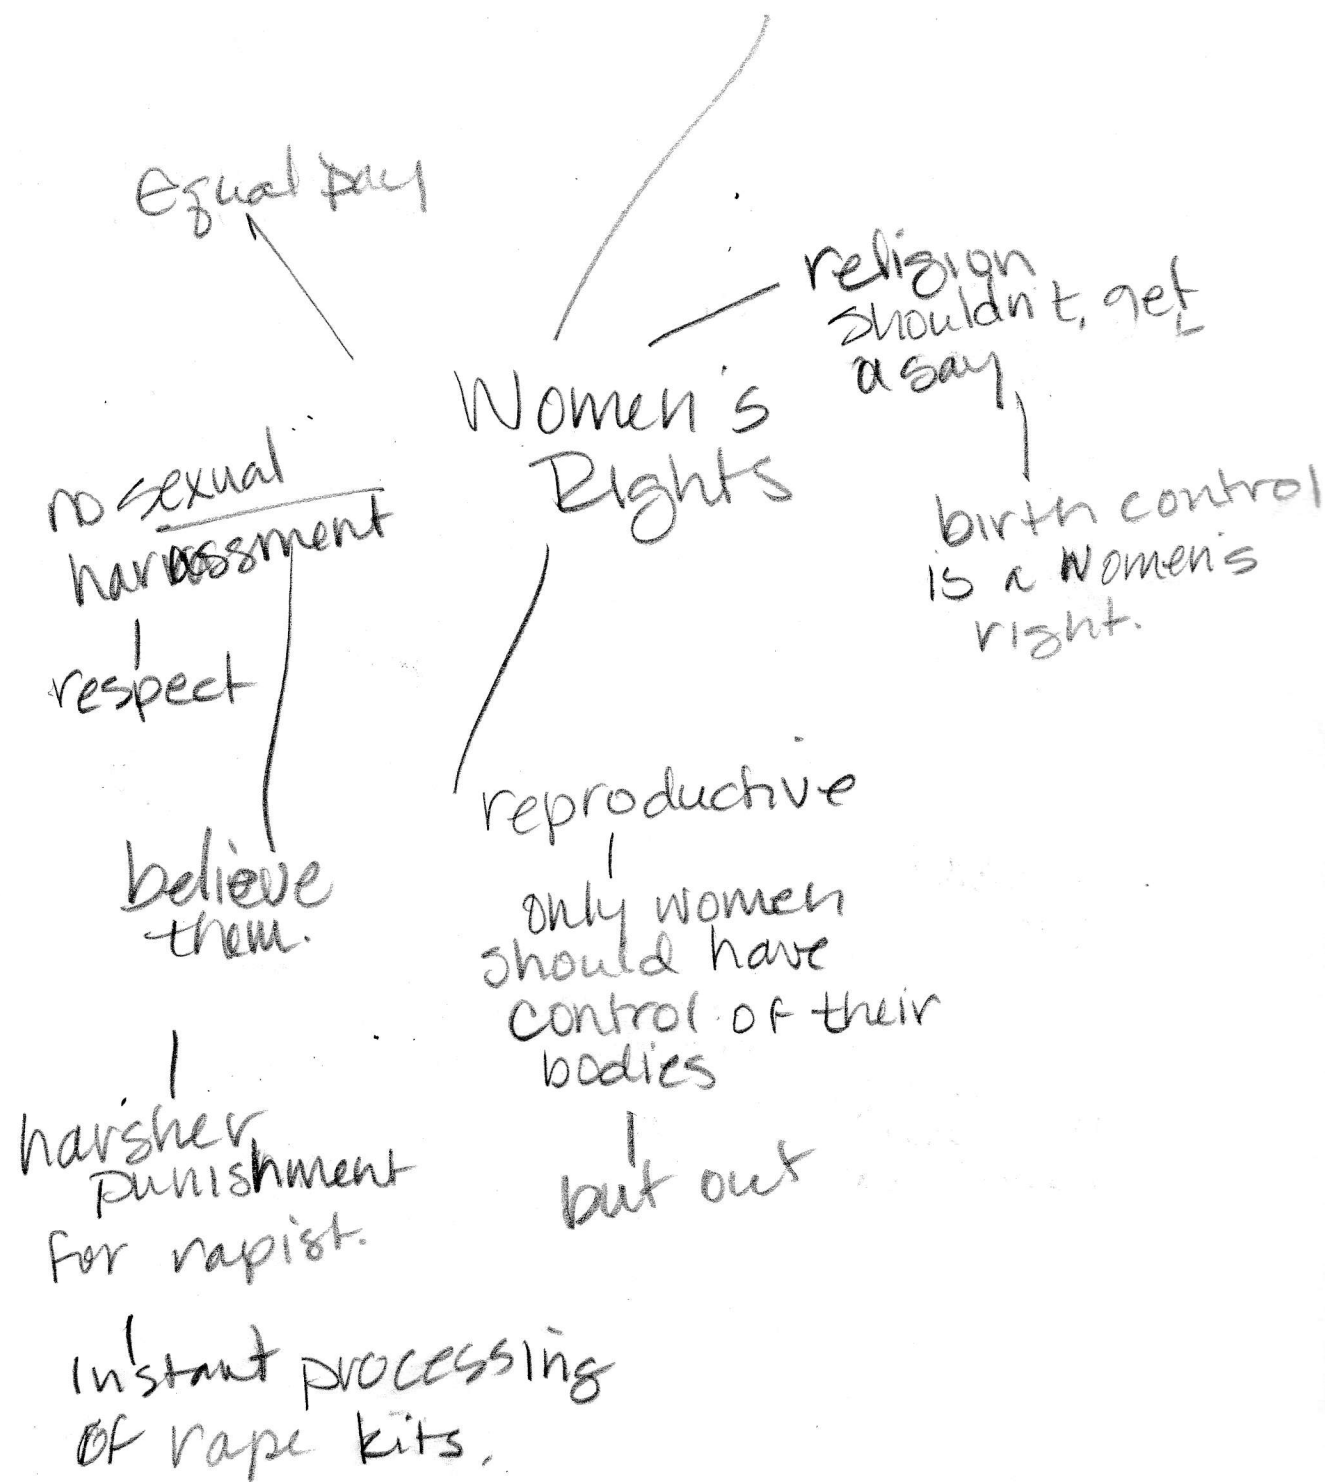 Equal pay
religion
shouldn't, get
a say
Women's
Rights
no sexual
harassment
birth control
is a Women's
right.
respect
reproductive
believe
them.
only women
should have
control of their
bodies
harsher
punishment
for rapist.
but out
Instant processing
of rape kits.